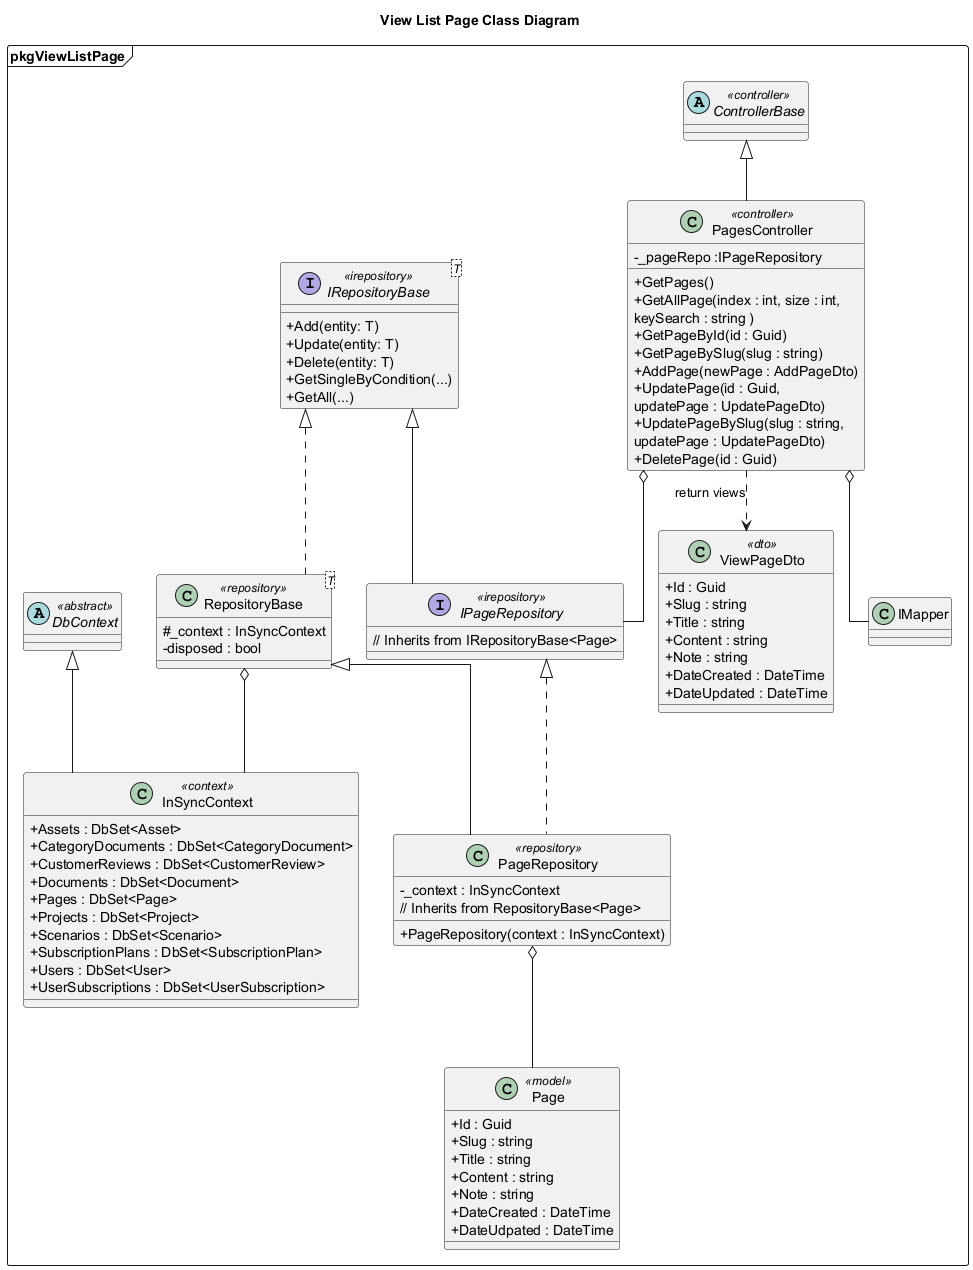 View List Page Class Diagram
pkgViewListPage
A
«controller»
ControllerBase
C
«controller»
PagesController
-_pageRepo :IPageRepository
+GetPages()
+GetAllPage(index : int, size : int,
keySearch : string )
+GetPageById(id : Guid)
+GetPageBySlug(slug : string)
+AddPage(newPage : AddPageDto)
+UpdatePage(id : Guid,
updatePage : UpdatePageDto)
+UpdatePageBySlug(slug : string,
updatePage : UpdatePageDto)
+DeletePage(id : Guid)
T
I
«irepository»
IRepositoryBase
+Add(entity: T)
+Update(entity: T)
+Delete(entity: T)
+GetSingleByCondition(...)
+GetAll(...)
return views
C
«dto»
ViewPageDto
+Id : Guid
+Slug : string
+Title : string
+Content : string
+Note : string
+DateCreated : DateTime
+DateUpdated : DateTime
C
IMapper
A
«abstract»
DbContext
T
C
«repository»
RepositoryBase
#_context : InSyncContext
-disposed : bool
I
«irepository»
IPageRepository
// Inherits from IRepositoryBase<Page>
C
«context»
InSyncContext
+Assets : DbSet<Asset>
+CategoryDocuments : DbSet<CategoryDocument>
+CustomerReviews : DbSet<CustomerReview>
+Documents : DbSet<Document>
+Pages : DbSet<Page>
+Projects : DbSet<Project>
+Scenarios : DbSet<Scenario>
+SubscriptionPlans : DbSet<SubscriptionPlan>
+Users : DbSet<User>
+UserSubscriptions : DbSet<UserSubscription>
C
«repository»
PageRepository
-_context : InSyncContext
// Inherits from RepositoryBase<Page>
+PageRepository(context : InSyncContext)
C
«model»
Page
+Id : Guid
+Slug : string
+Title : string
+Content : string
+Note : string
+DateCreated : DateTime
+DateUdpated : DateTime